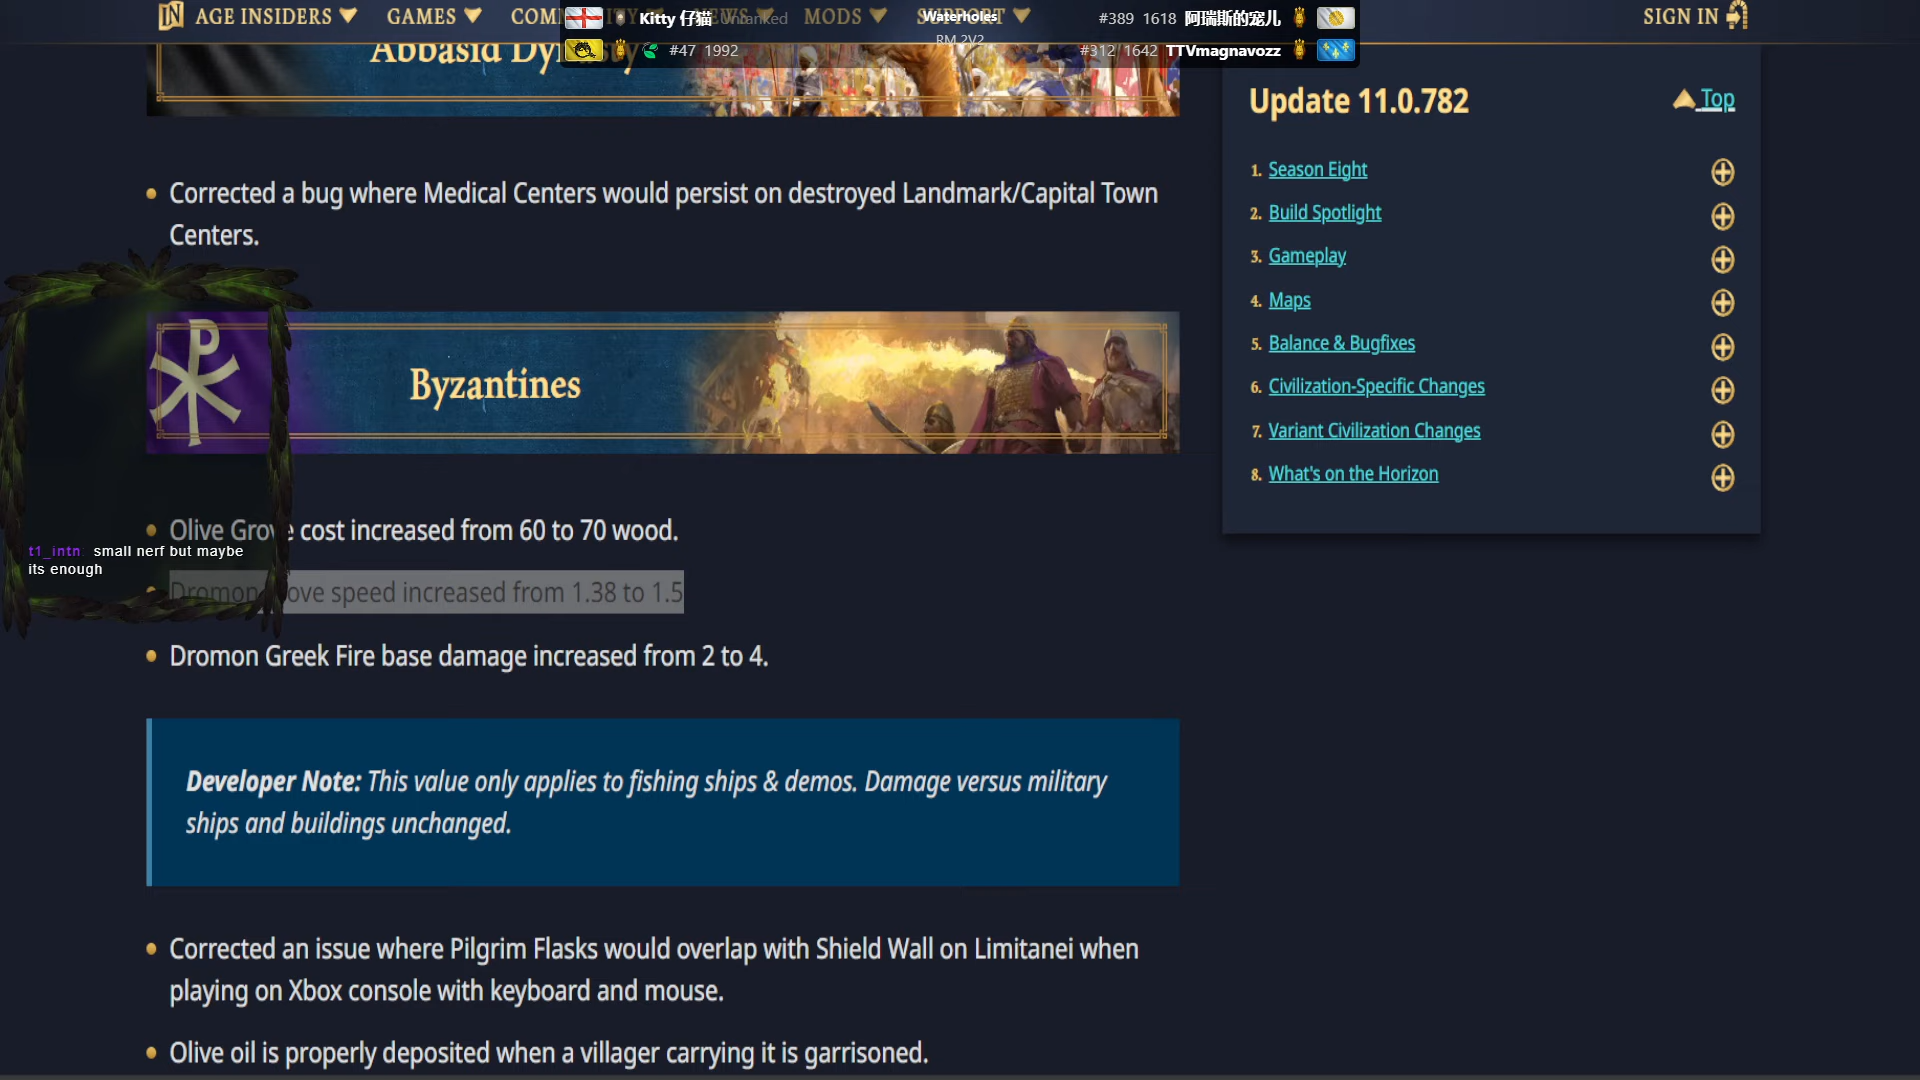 AGE INSIDERS GAMES COM NEWS MODS SUPPORT SIGN IN
Kitty 仔猫 Unranked Waterholes #389 1618 阿瑞斯的宠儿
RM 2V2
#47 1992 #312 1642 TTVmagnavozz
Abbasid Dynasty
Corrected a bug where Medical Centers would persist on destroyed Landmark/Capital Town
Centers.
Byzantines
Olive Grove cost increased from 60 to 70 wood.
t1_intn: small nerf but maybe
its enough
Dromon move speed increased from 1.38 to 1.5
Dromon Greek Fire base damage increased from 2 to 4.
Developer Note: This value only applies to fishing ships & demos. Damage versus military
ships and buildings unchanged.
Corrected an issue where Pilgrim Flasks would overlap with Shield Wall on Limitanei when
playing on Xbox console with keyboard and mouse.
Olive oil is properly deposited when a villager carrying it is garrisoned.
Update 11.0.782
Top
1. Season Eight
2. Build Spotlight
3. Gameplay
4. Maps
5. Balance & Bugfixes
6. Civilization-Specific Changes
7. Variant Civilization Changes
8. What's on the Horizon